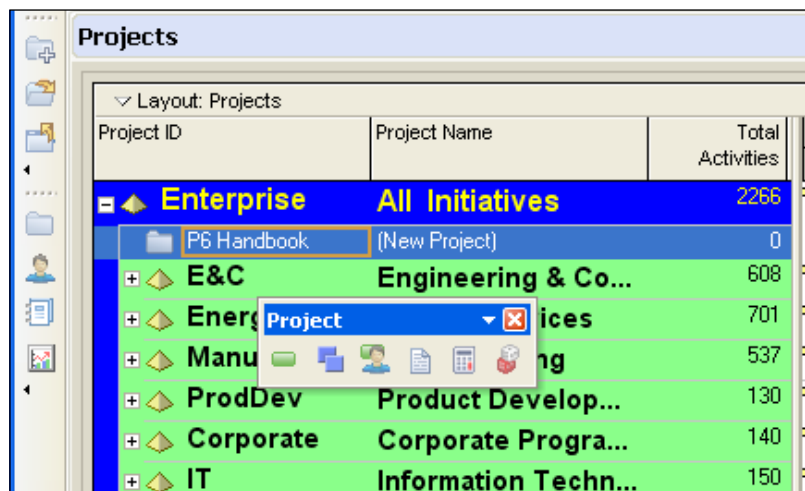 Projects
Layout: Projects
Project ID Project Name Total Activities
Enterprise All Initiatives 2266
P6 Handbook (New Project) 0
E&C Engineering & Co... 608
Project
Energ ices 701
Manu ng 537
ProdDev Product Develop... 130
Corporate Corporate Progra... 140
IT Information Techn... 150